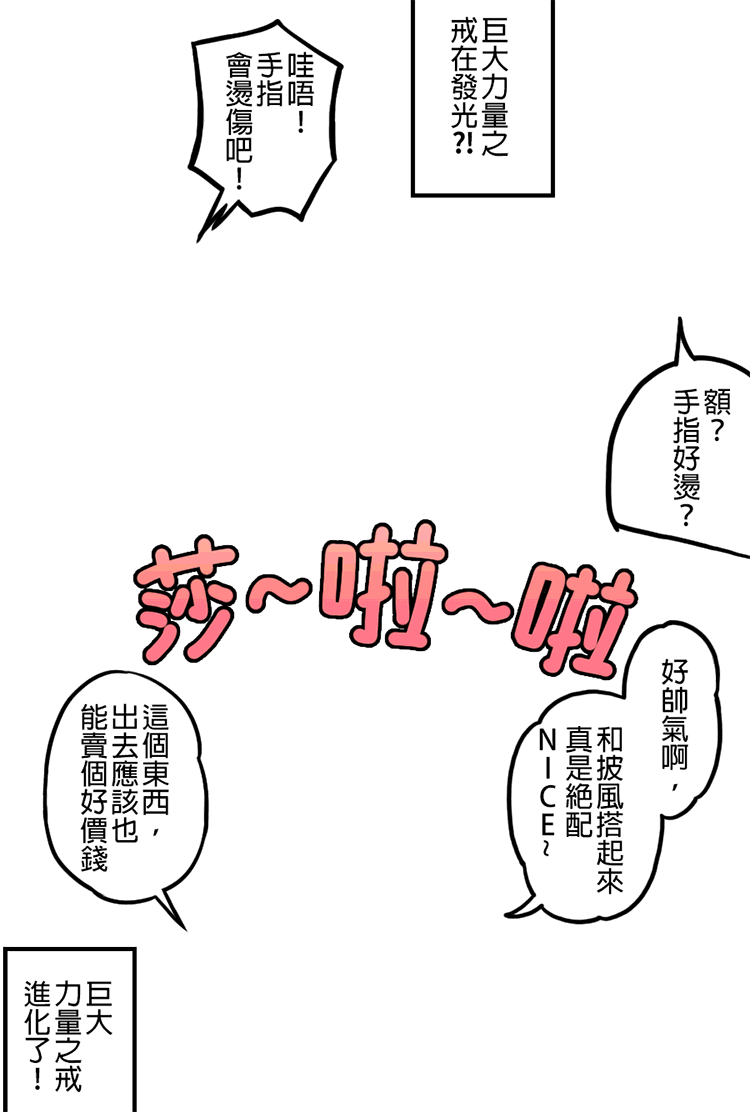 巨大力量之
戒在發光?!
哇唔！
手指
會燙傷吧！
額？
手指好燙？
莎～啦～啦
好帥氣啊，
和披風搭起來
真是絕配
NICE~
這個東西，
出去應該也
能賣個好價錢
巨大
力量之戒
進化了！